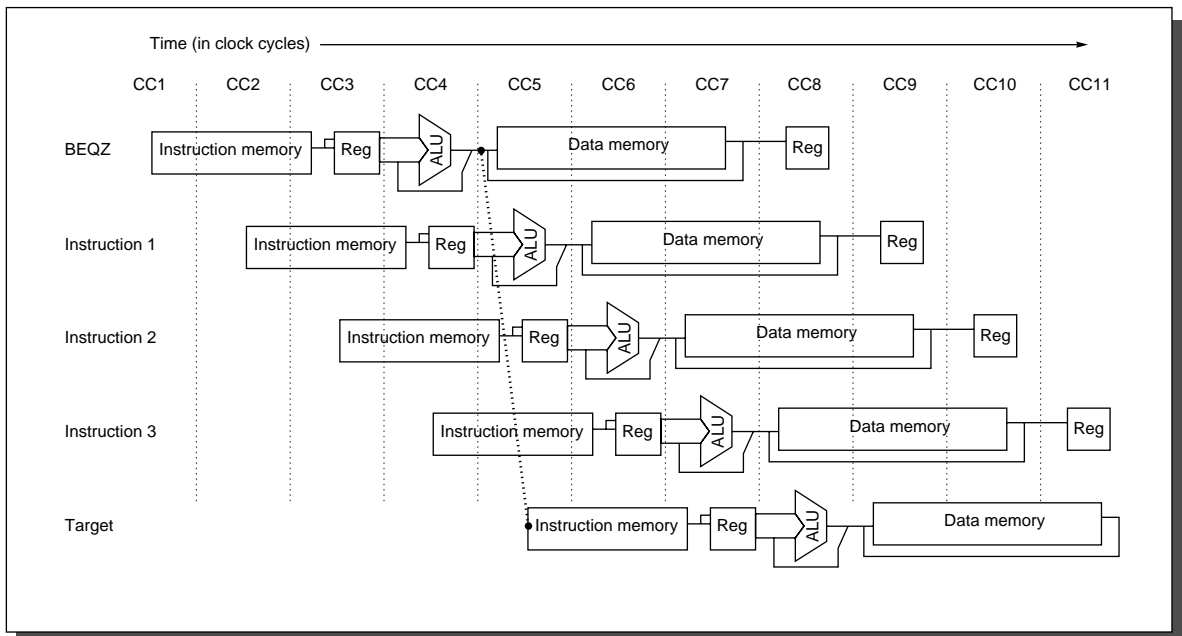 Time (in clock cycles)
CC1 CC2 CC3 CC4 CC5 CC6 CC7 CC8 CC9 CC10 CC11
BEQZ Instruction memory Reg ALU Data memory Reg
Instruction 1 Instruction memory Reg ALU Data memory Reg
Instruction 2 Instruction memory Reg ALU Data memory Reg
Instruction 3 Instruction memory Reg ALU Data memory Reg
Target Instruction memory Reg ALU Data memory